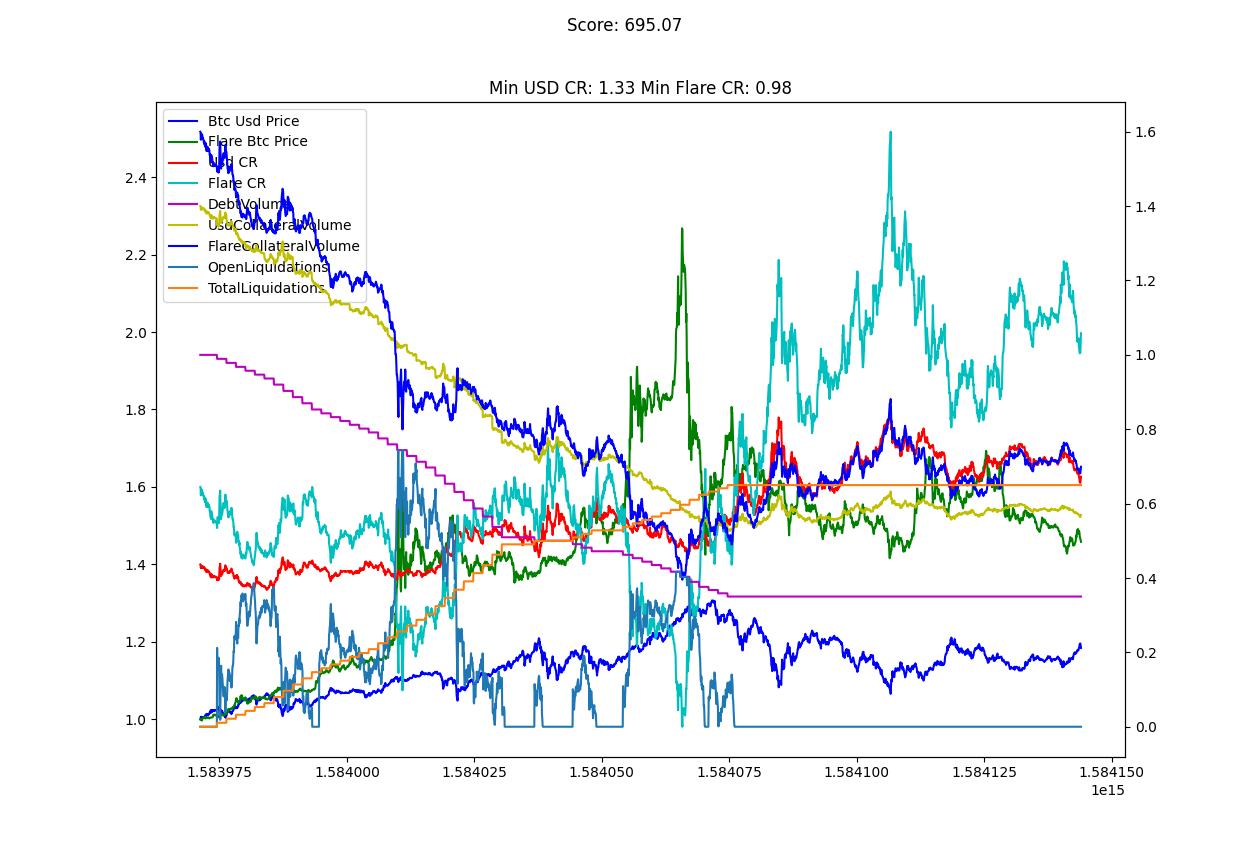 Score: 695.07
Min USD CR: 1.33 Min Flare CR: 0.98
Btc Usd Price
Flare Btc Price
Usd CR
Flare CR
DebtVolume
UsdCollateralVolume
FlareCollateralVolume
OpenLiquidations
TotalLiquidations
2.4
2.2
2.0
1.8
1.6
1.4
1.2
1.0
1.6
1.4
1.2
1.0
0.8
0.6
0.4
0.2
0.0
1.583975
1.584000
1.584025
1.584050
1.584075
1.584100
1.584125
1.584150
1e15